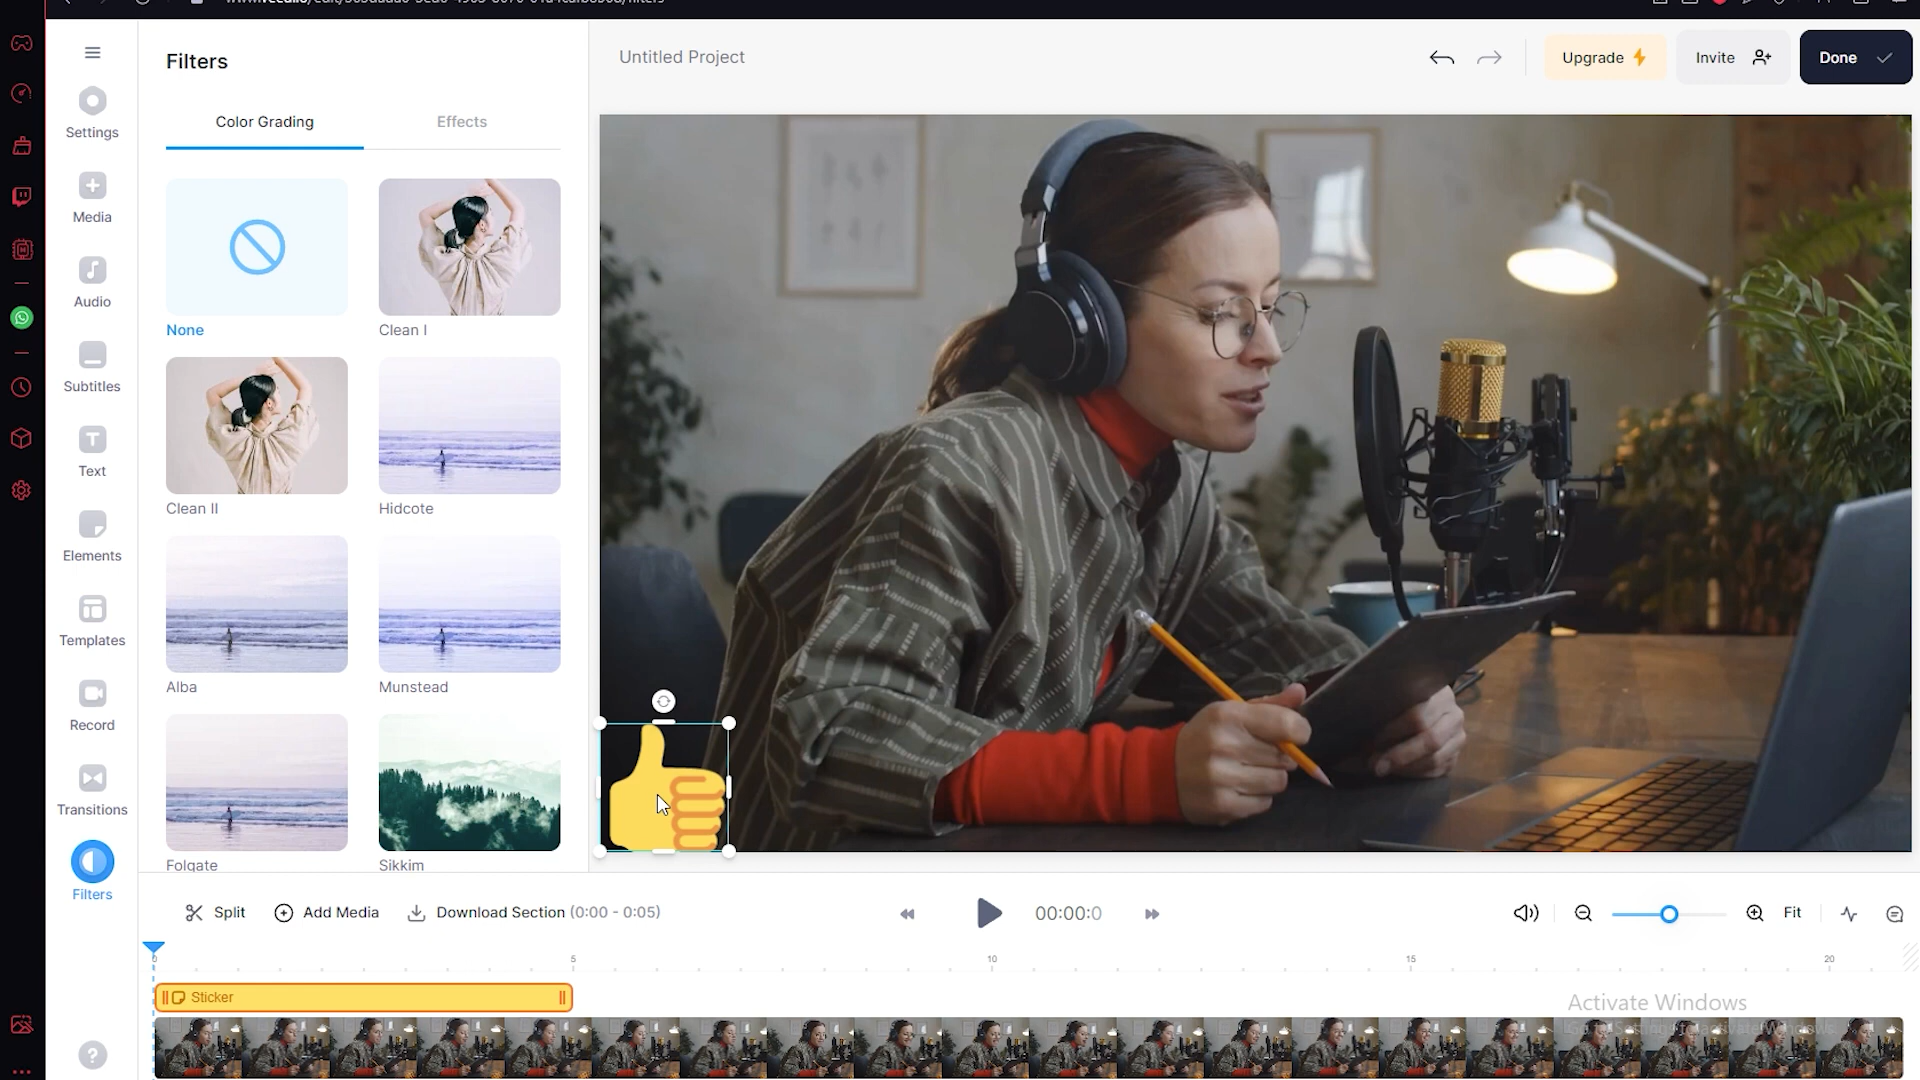 Filters
Untitled Project
Upgrade
Invite
Done
Color Grading
Effects
Settings
Media
Audio
Subtitles
Text
Elements
Templates
Record
Transitions
Filters
None
Clean I
Clean II
Hidcote
Alba
Munstead
Folgate
Sikkim
Split
Add Media
Download Section (0:00 - 0:05)
00:00:0
Fit
5
10
15
20
Sticker
Activate Windows